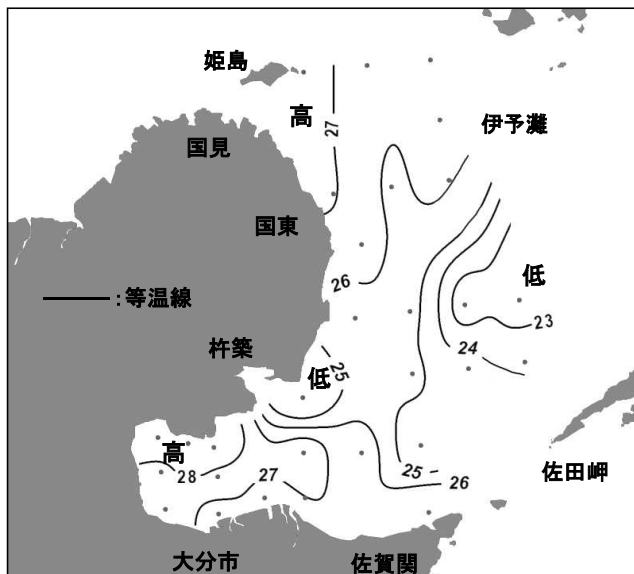 姫島
高
27
伊予灘
国見
国東
26
低
———:等温線
23
24
杵築
低
25
高
28
27
25
26
佐田岬
大分市
佐賀関